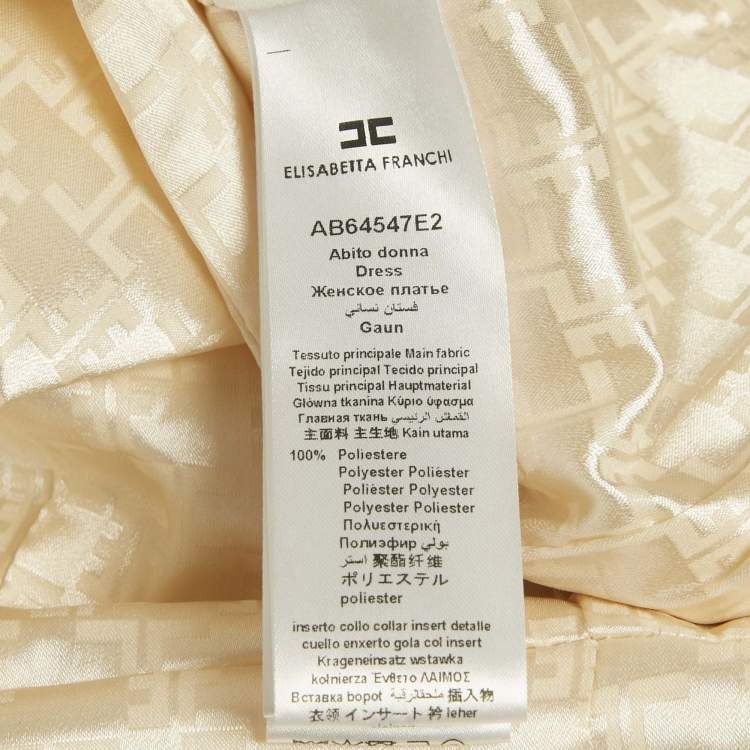 ELISABETTA FRANCHI
AB64547E2
Abito donna
Dress
Женское платье
فستان نسائي
Gaun
Tessuto principale Main fabric
Tejido principal Tecido principal
Tissu principal Hauptmaterial
Główna tkanina Κύριο ύφασμα
Главная ткань القماش الرئيسي
主面料 主生地 Kain utama
100% Poliestere
Polyester Poliéster
Poliéster Polyester
Polyester Poliester
Πολυεστερική
Полиэфир بولي
استر 聚酯纤维
ポリエステル
poliester
inserto collo collar insert detalle
cuello enxerto gola col insert
Krageneinsatz wstawka
kołnierza Ένθετο ΛΑΙΜΟΣ
Вставка ворот 插入物
衣领 インサート 衿 leher